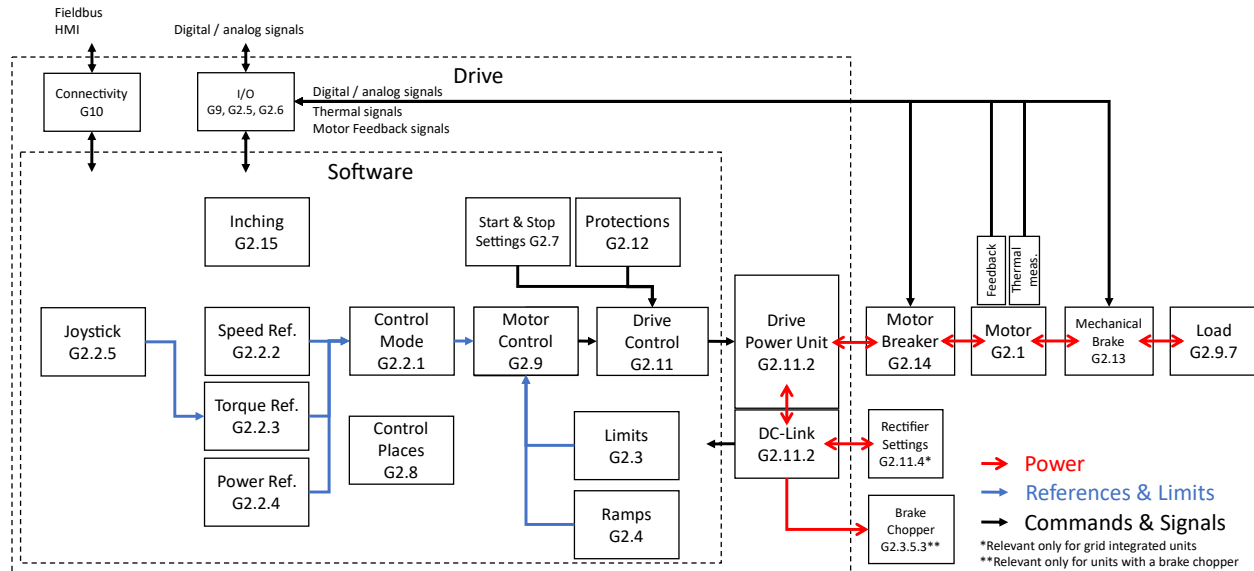 Fieldbus
HMI
Digital / analog signals
Drive
Connectivity
G10
I/O
G9, G2.5, G2.6
Digital / analog signals
Thermal signals
Motor Feedback signals
Software
Inching
G2.15
Start & Stop
Settings G2.7
Protections
G2.12
Feedback
Thermal
meas.
Joystick
G2.2.5
Speed Ref.
G2.2.2
Control
Mode
G2.2.1
Motor
Control
G2.9
Drive
Control
G2.11
Drive
Power Unit
G2.11.2
Motor
Breaker
G2.14
Motor
G2.1
Mechanical
Brake
G2.13
Load
G2.9.7
Torque Ref.
G2.2.3
Control
Places
G2.8
Limits
G2.3
DC-Link
G2.11.2
Rectifier
Settings
G2.11.4*
Power Ref.
G2.2.4
Ramps
G2.4
Brake
Chopper
G2.3.5.3**
Power
References & Limits
Commands & Signals
*Relevant only for grid integrated units
**Relevant only for units with a brake chopper